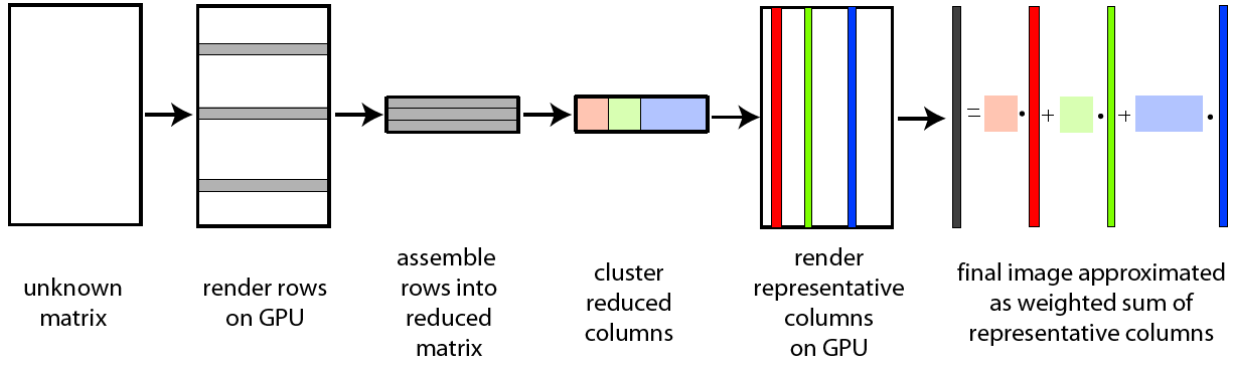 = · + · + ·
unknown
matrix
render rows
on GPU
assemble
rows into
reduced
matrix
cluster
reduced
columns
render
representative
columns
on GPU
final image approximated
as weighted sum of
representative columns